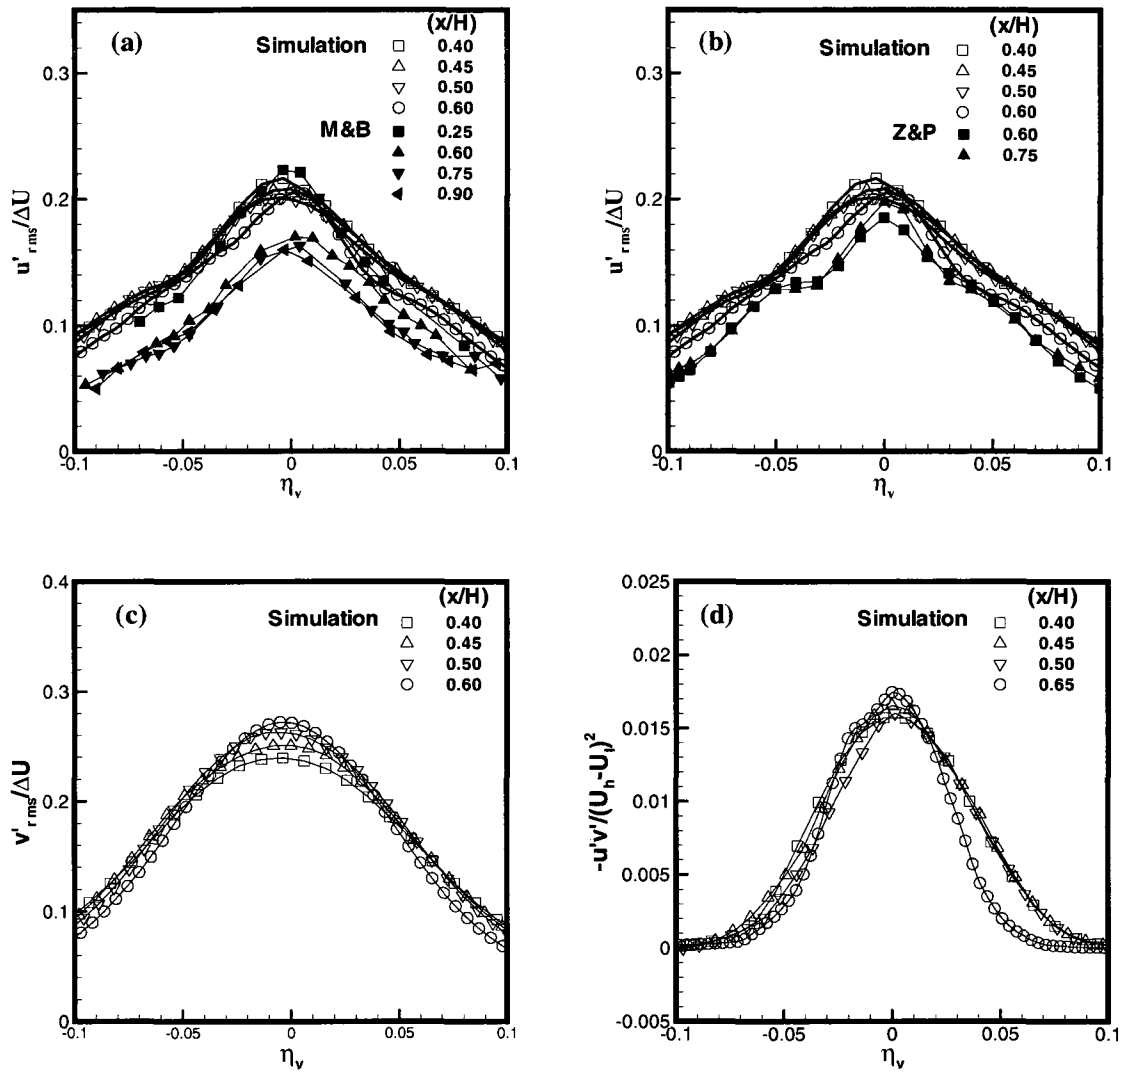 (a)
Simulation
(x/H)
0.40
0.45
0.50
0.60
M&B
0.25
0.60
0.75
0.90
0.3
0.2
0.1
0
u'rms/ΔU
-0.1
-0.05
0
0.05
0.1
ηv
(b)
Simulation
(x/H)
0.40
0.45
0.50
0.60
Z&P
0.60
0.75
0.3
0.2
0.1
0
u'rms/ΔU
-0.1
-0.05
0
0.05
0.1
ηv
(c)
Simulation
(x/H)
0.40
0.45
0.50
0.60
0.4
0.3
0.2
0.1
0
v'rms/ΔU
-0.1
-0.05
0
0.05
0.1
ηv
(d)
Simulation
(x/H)
0.40
0.45
0.50
0.65
0.025
0.02
0.015
0.01
0.005
0
-0.005
-u'v'/(Uh-Ul)²
-0.1
-0.05
0
0.05
0.1
ηv